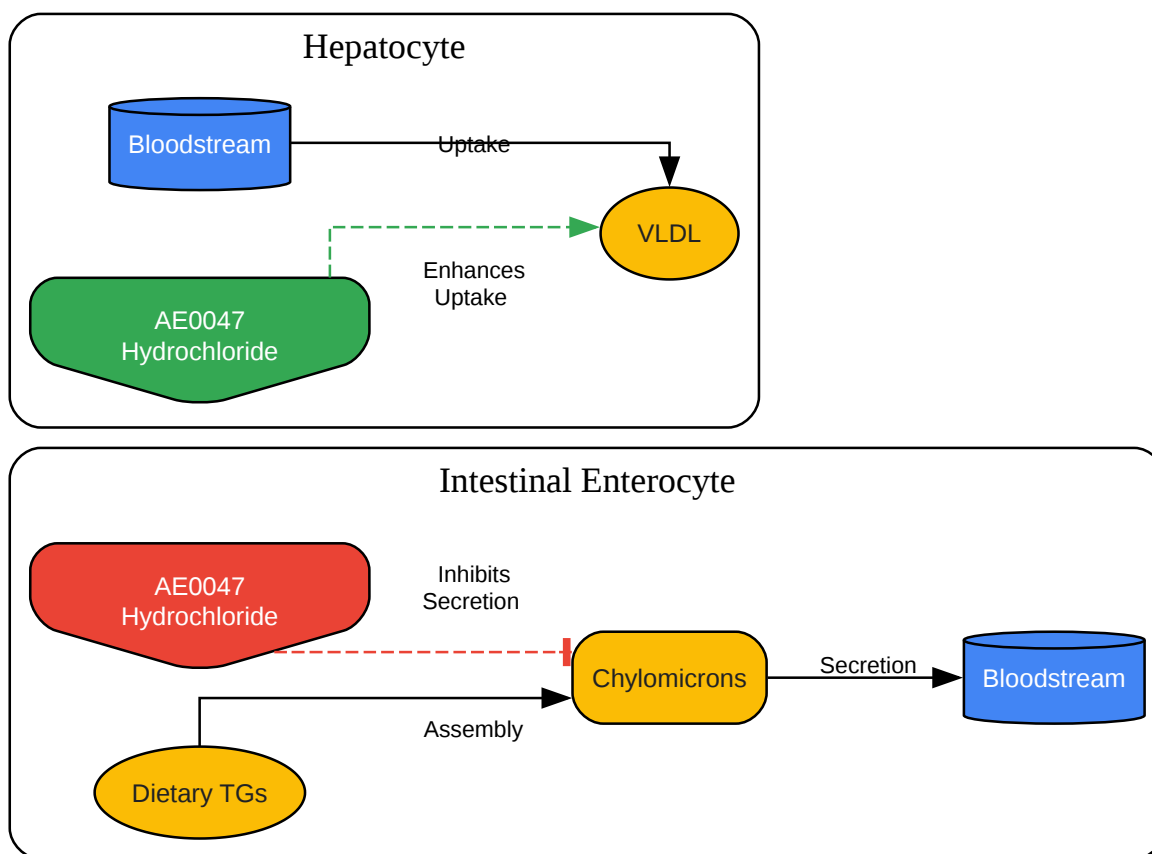 Hepatocyte
Bloodstream
Uptake
VLDL
Enhances
Uptake
AE0047
Hydrochloride
Intestinal Enterocyte
AE0047
Hydrochloride
Inhibits
Secretion
Chylomicrons
Secretion
Bloodstream
Assembly
Dietary TGs